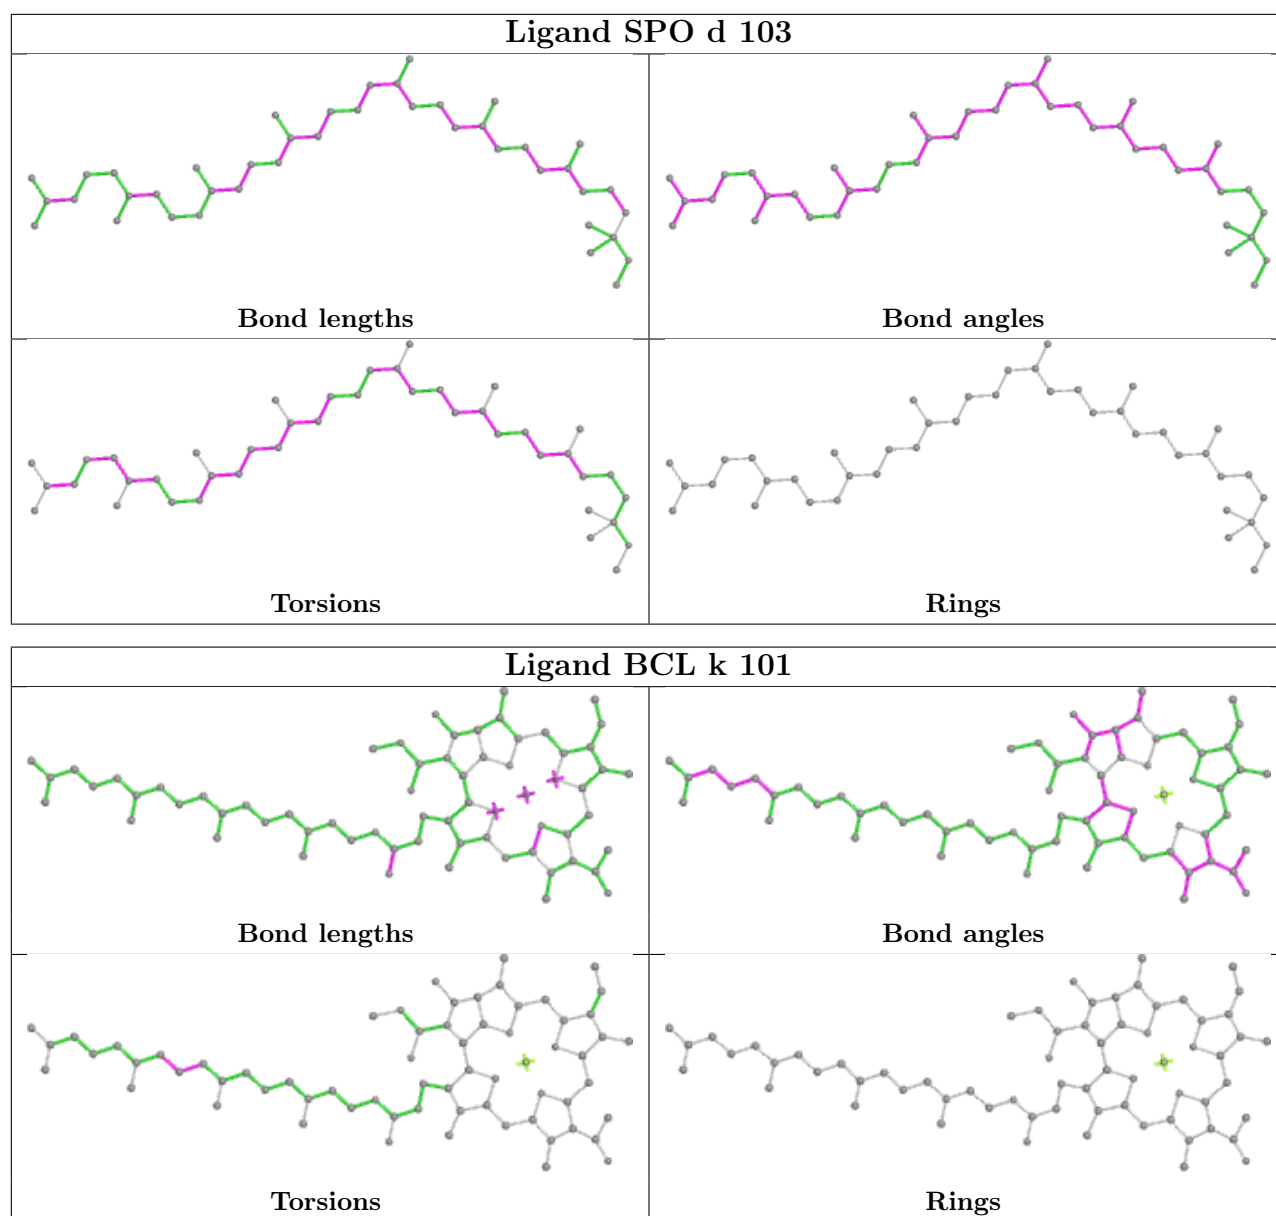 Ligand SPO d 103
Bond lengths
Bond angles
Torsions
Rings
Ligand BCL k 101
Bond lengths
Bond angles
Torsions
Rings